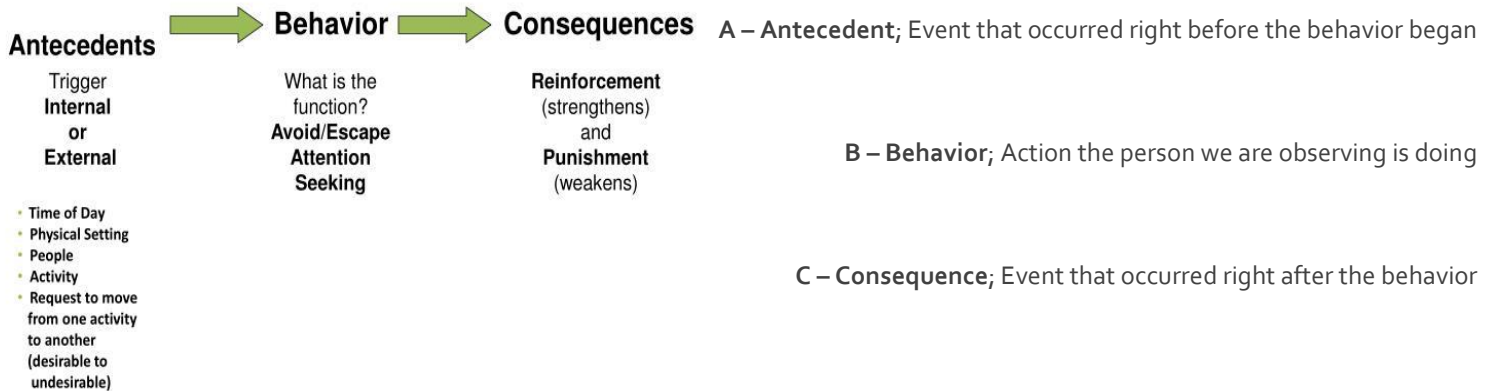 Antecedents
Trigger
Internal
or
External
• Time of Day
• Physical Setting
• People
• Activity
• Request to move
from one activity
to another
(desirable to
undesirable)
Behavior
What is the
function?
Avoid/Escape
Attention
Seeking
Consequences
Reinforcement
(strengthens)
and
Punishment
(weakens)
A – Antecedent; Event that occurred right before the behavior began
B – Behavior; Action the person we are observing is doing
C – Consequence; Event that occurred right after the behavior